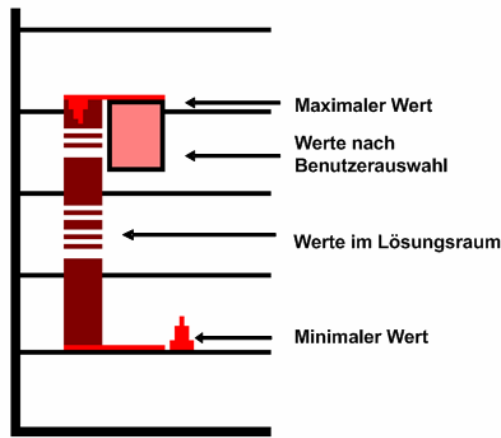 Maximaler Wert
Werte nach
Benutzerauswahl
Werte im Lösungsraum
Minimaler Wert